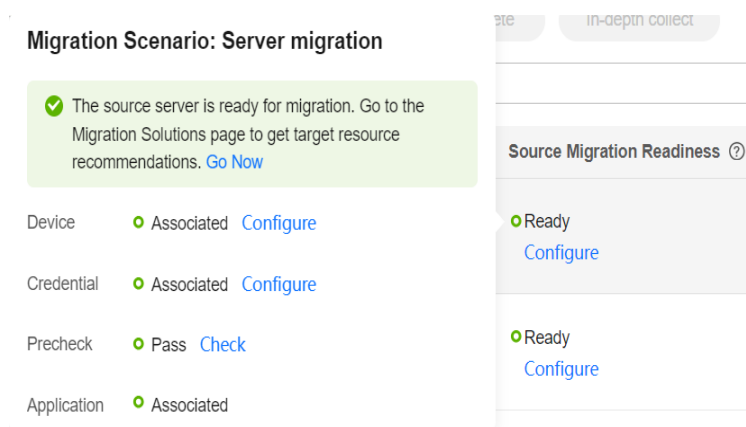 Migration Scenario: Server migration
The source server is ready for migration. Go to the
Migration Solutions page to get target resource
recommendations. Go Now
Device Associated Configure
Credential Associated Configure
Precheck Pass Check
Application Associated
In-depth collect
Source Migration Readiness
Ready
Configure
Ready
Configure